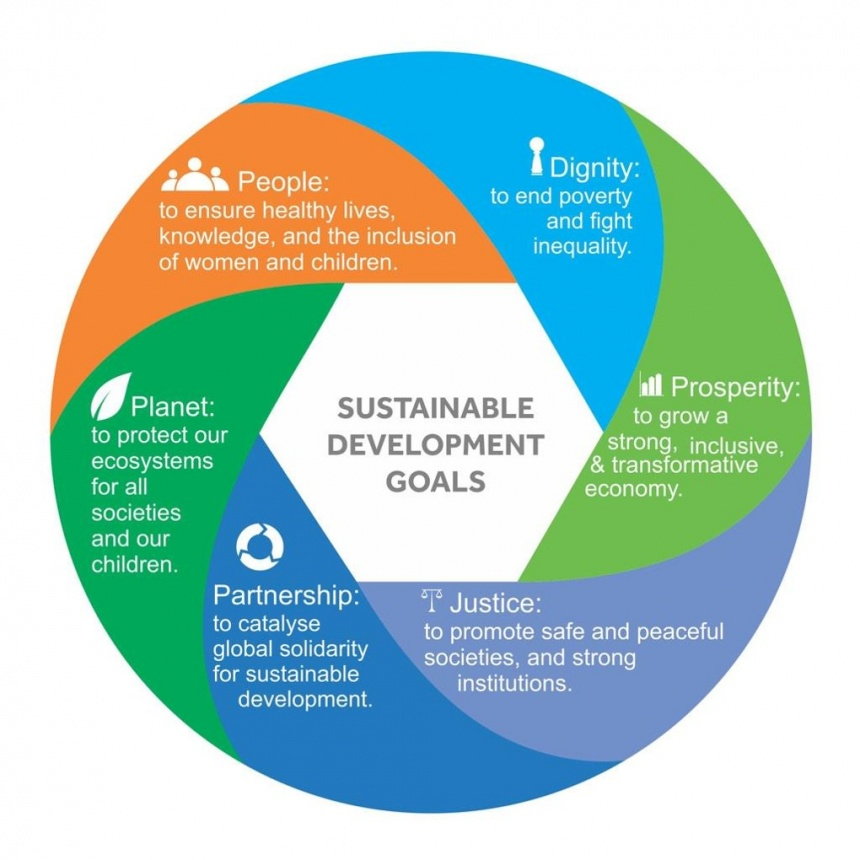 SUSTAINABLE
DEVELOPMENT
GOALS
Dignity:
to end poverty
and fight
inequality.
Prosperity:
to grow a
strong, inclusive,
& transformative
economy.
Justice:
to promote safe and peaceful
societies, and strong
institutions.
Partnership:
to catalyse
global solidarity
for sustainable
development.
Planet:
to protect our
ecosystems
for all
societies
and our
children.
People:
to ensure healthy lives,
knowledge, and the inclusion
of women and children.